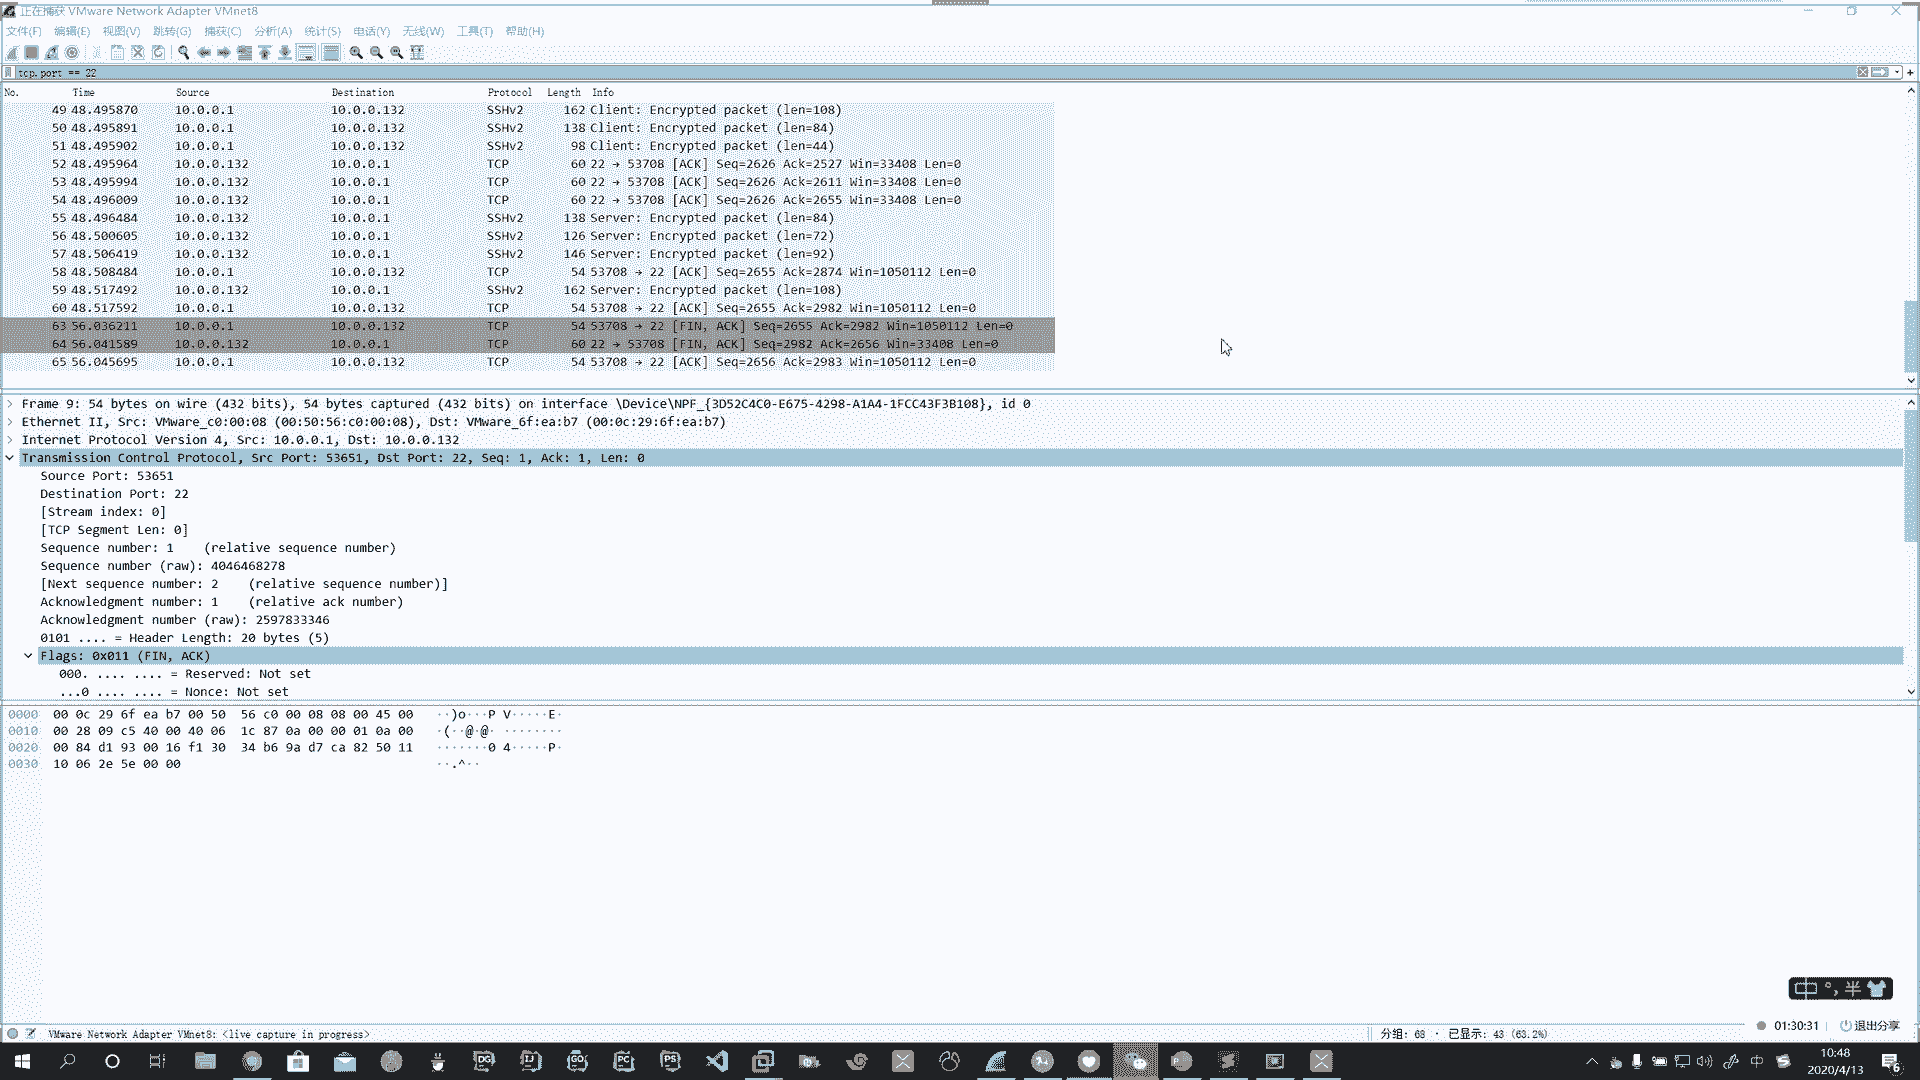 正在捕获 VMware Network Adapter VMnet8
文件(F) 编辑(E) 视图(V) 跳转(G) 捕获(C) 分析(A) 统计(S) 电话(Y) 无线(W) 工具(T) 帮助(H)
tcp.port == 22
No. Time Source Destination Protocol Length Info
49 48.495870 10.0.0.1 10.0.0.132 SSHv2 162 Client: Encrypted packet (len=108)
50 48.495891 10.0.0.1 10.0.0.132 SSHv2 138 Client: Encrypted packet (len=84)
51 48.495902 10.0.0.1 10.0.0.132 SSHv2 98 Client: Encrypted packet (len=44)
52 48.495964 10.0.0.132 10.0.0.1 TCP 60 22 → 53708 [ACK] Seq=2626 Ack=2527 Win=33408 Len=0
53 48.495994 10.0.0.132 10.0.0.1 TCP 60 22 → 53708 [ACK] Seq=2626 Ack=2611 Win=33408 Len=0
54 48.496009 10.0.0.132 10.0.0.1 TCP 60 22 → 53708 [ACK] Seq=2626 Ack=2655 Win=33408 Len=0
55 48.496484 10.0.0.132 10.0.0.1 SSHv2 138 Server: Encrypted packet (len=84)
56 48.500605 10.0.0.132 10.0.0.1 SSHv2 126 Server: Encrypted packet (len=72)
57 48.506419 10.0.0.132 10.0.0.1 SSHv2 146 Server: Encrypted packet (len=92)
58 48.508484 10.0.0.1 10.0.0.132 TCP 54 53708 → 22 [ACK] Seq=2655 Ack=2874 Win=1050112 Len=0
59 48.517492 10.0.0.132 10.0.0.1 SSHv2 162 Server: Encrypted packet (len=108)
60 48.517592 10.0.0.1 10.0.0.132 TCP 54 53708 → 22 [ACK] Seq=2655 Ack=2982 Win=1050112 Len=0
63 56.036211 10.0.0.1 10.0.0.132 TCP 54 53708 → 22 [FIN, ACK] Seq=2655 Ack=2982 Win=1050112 Len=0
64 56.041589 10.0.0.132 10.0.0.1 TCP 60 22 → 53708 [FIN, ACK] Seq=2982 Ack=2656 Win=33408 Len=0
65 56.045695 10.0.0.1 10.0.0.132 TCP 54 53708 → 22 [ACK] Seq=2656 Ack=2983 Win=1050112 Len=0
Frame 9: 54 bytes on wire (432 bits), 54 bytes captured (432 bits) on interface \Device\NPF_{3D52C4C0-E675-4298-A1A4-1FCC43F3B108}, id 0
Ethernet II, Src: VMware_c0:00:08 (00:50:56:c0:00:08), Dst: VMware_6f:ea:b7 (00:0c:29:6f:ea:b7)
Internet Protocol Version 4, Src: 10.0.0.1, Dst: 10.0.0.132
Transmission Control Protocol, Src Port: 53651, Dst Port: 22, Seq: 1, Ack: 1, Len: 0
Source Port: 53651
Destination Port: 22
[Stream index: 0]
[TCP Segment Len: 0]
Sequence number: 1 (relative sequence number)
Sequence number (raw): 4046468278
[Next sequence number: 2 (relative sequence number)]
Acknowledgment number: 1 (relative ack number)
Acknowledgment number (raw): 2597833346
0101 .... = Header Length: 20 bytes (5)
Flags: 0x011 (FIN, ACK)
000. .... .... = Reserved: Not set
...0 .... .... = Nonce: Not set
0000 00 0c 29 6f ea b7 00 50 56 c0 00 08 08 00 45 00 ··)o···P V·····E·
0010 00 28 09 c5 40 00 40 06 1c 87 0a 00 00 01 0a 00 ·(··@·@· ········
0020 00 84 d1 93 00 16 f1 30 34 b6 9a d7 ca 82 50 11 ·······0 4·····P·
0030 10 06 2e 5e 00 00 ··.^··
VMware Network Adapter VMnet8: <live capture in progress>
分组: 68 · 已显示: 43 (63.2%)
中 °, 半
01:30:31 退出分享
DG IJ GO PC PS
中
10:48
2020/4/13
6